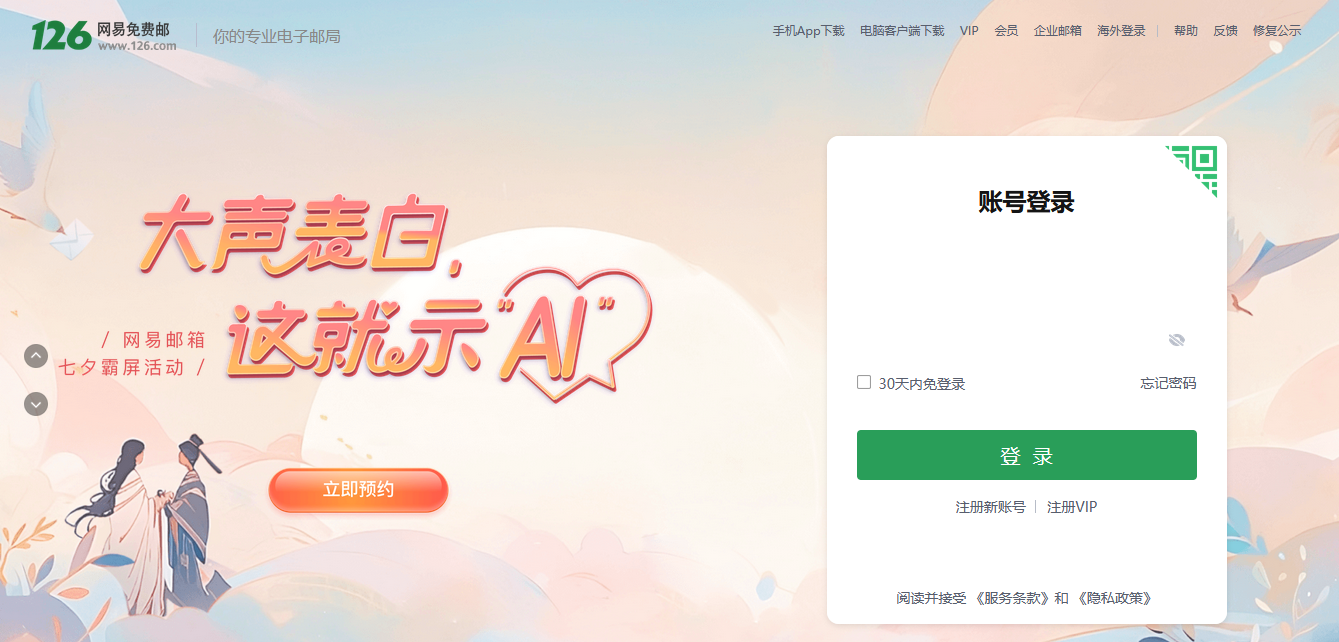 126 网易免费邮
www.126.com
你的专业电子邮局
手机App下载 电脑客户端下载 VIP 会员 企业邮箱 海外登录 | 帮助 反馈 修复公示
大声表白,
这就示“AI”
/ 网易邮箱
七夕霸屏活动 /
立即预约
账号登录
30天内免登录 忘记密码
登 录
注册新账号 | 注册VIP
阅读并接受《服务条款》和《隐私政策》